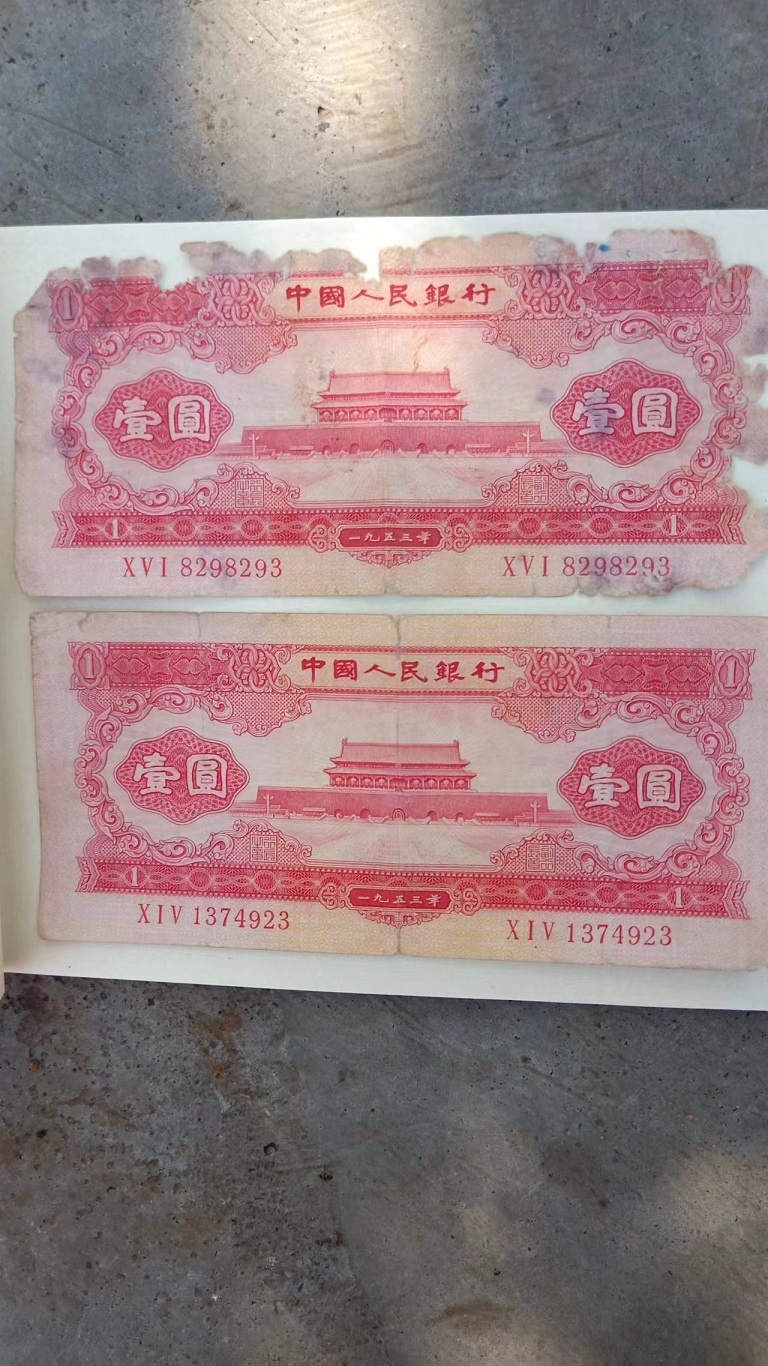 1 1
中國人民銀行
壹圓 壹圓
1 1
一九五三年
XVI 8298293 XVI 8298293
1 1
中國人民銀行
壹圓 壹圓
1 1
一九五三年
XIV 1374923 XIV 1374923